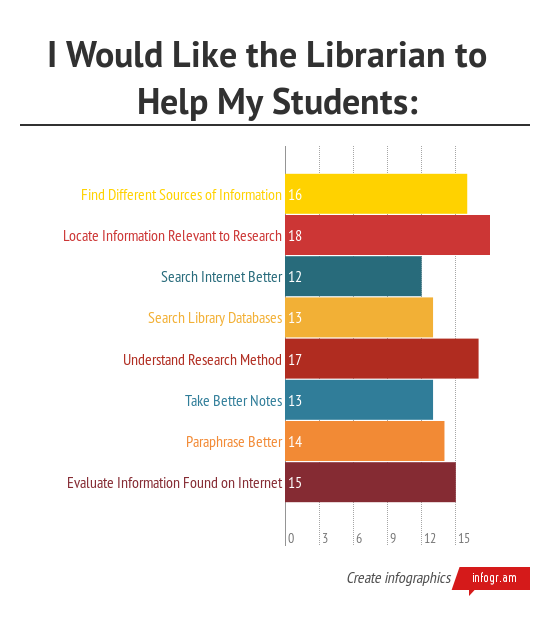 I Would Like the Librarian to
Help My Students:
Find Different Sources of Information 16
Locate Information Relevant to Research 18
Search Internet Better 12
Search Library Databases 13
Understand Research Method 17
Take Better Notes 13
Paraphrase Better 14
Evaluate Information Found on Internet 15
0 3 6 9 12 15
Create infographics infogr.am